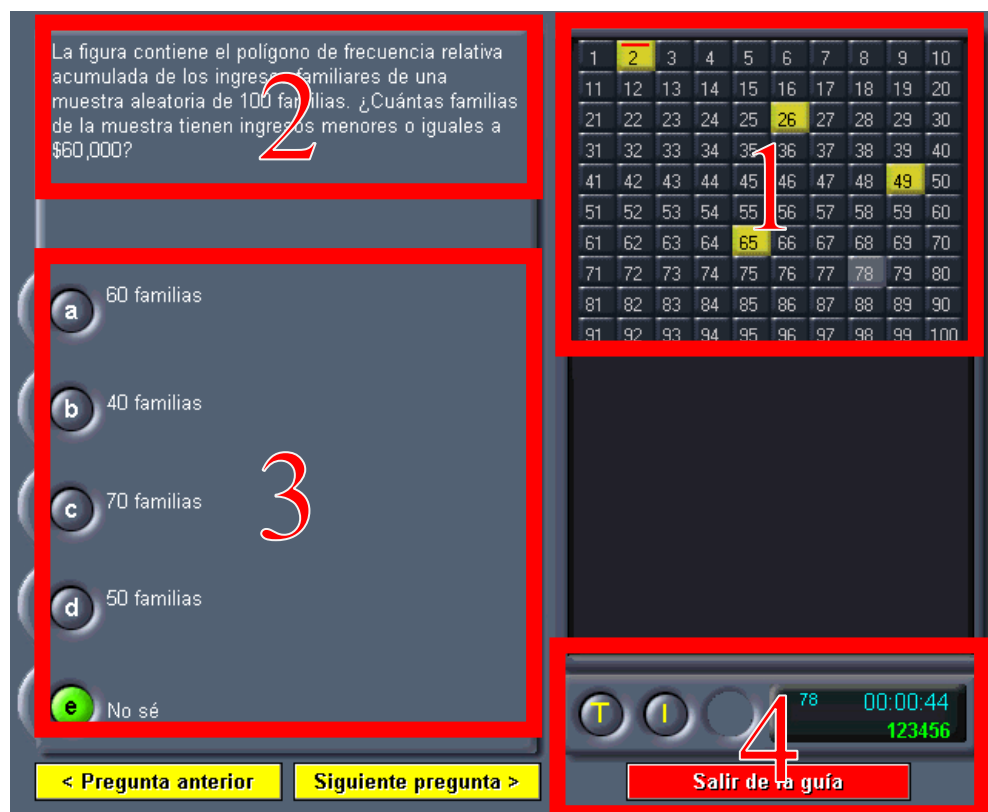 La figura contiene el polígono de frecuencia relativa
acumulada de los ingresos familiares de una
muestra aleatoria de 100 familias. ¿Cuántas familias
de la muestra tienen ingresos menores o iguales a
$60,000?
2
a 60 familias
b 40 familias
c 70 familias
d 50 familias
e No sé
3
< Pregunta anterior
Siguiente pregunta >
1 2 3 4 5 6 7 8 9 10
11 12 13 14 15 16 17 18 19 20
21 22 23 24 25 26 27 28 29 30
31 32 33 34 35 36 37 38 39 40
41 42 43 44 45 46 47 48 49 50
51 52 53 54 55 56 57 58 59 60
61 62 63 64 65 66 67 68 69 70
71 72 73 74 75 76 77 78 79 80
81 82 83 84 85 86 87 88 89 90
91 92 93 94 95 96 97 98 99 100
1
T I 78 00:00:44
123456
4
Salir de la guía